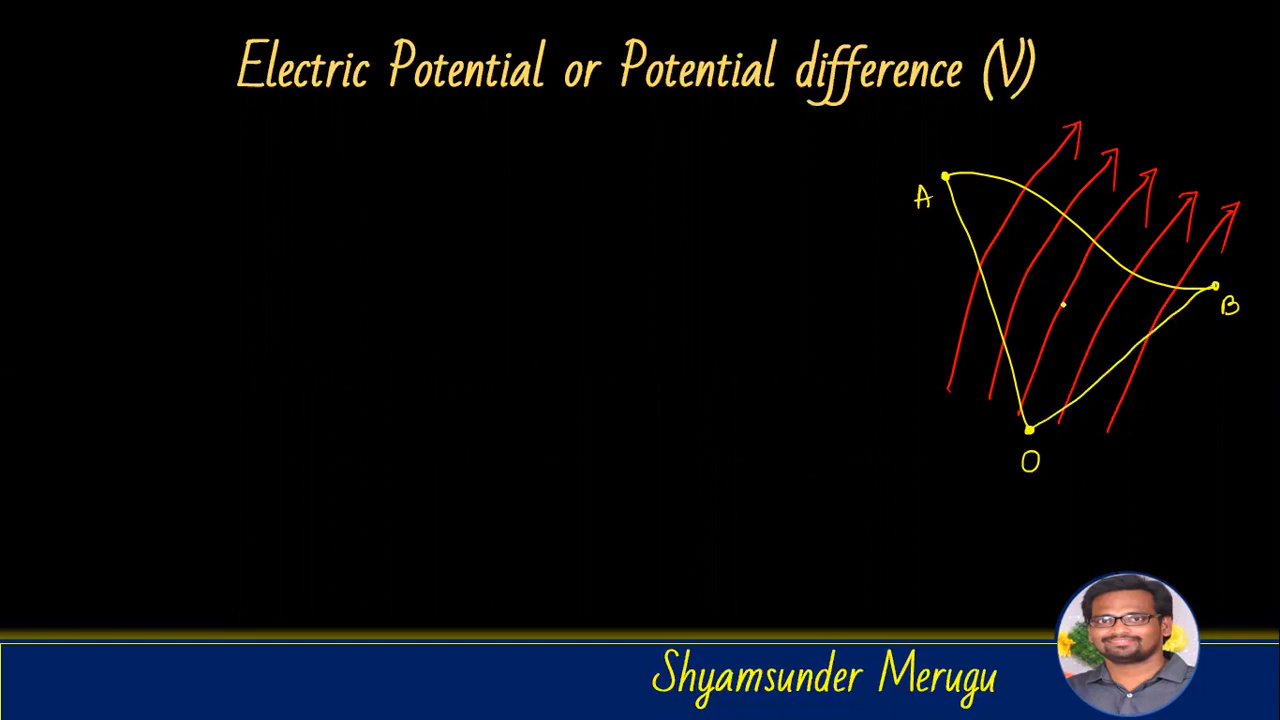 Electric Potential or Potential difference (V)
A
B
O
Shyamsunder Merugu